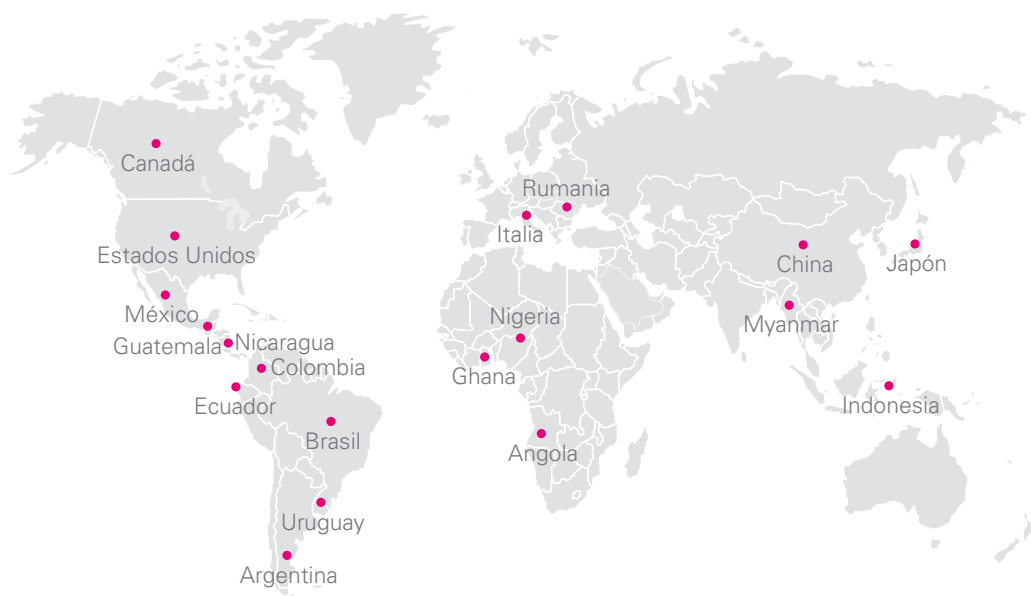 Canadá
Rumania
Italia
Estados Unidos
China
Japón
México
Nigeria
Myanmar
Guatemala
Nicaragua
Colombia
Ghana
Ecuador
Indonesia
Brasil
Angola
Uruguay
Argentina